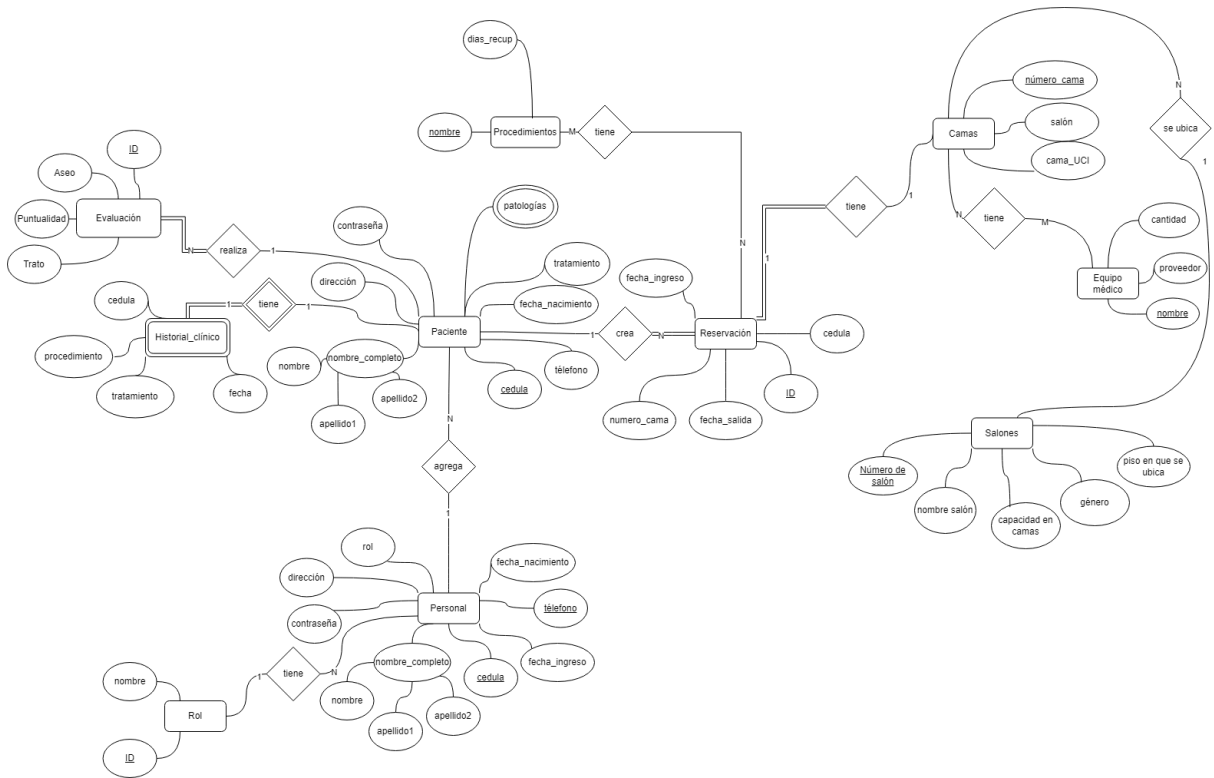 dias_recup
nombre
Procedimientos
M
tiene
N
número_cama
salón
cama_UCI
Camas
N
se ubica
1
tiene
1
1
N
tiene
M
cantidad
proveedor
nombre
Equipo
médico
ID
Aseo
Puntualidad
Trato
Evaluación
N
realiza
1
contraseña
patologías
dirección
tratamiento
fecha_nacimiento
Paciente
télefono
cedula
nombre_completo
nombre
apellido1
apellido2
cedula
Historial_clínico
procedimiento
tratamiento
fecha
1
tiene
1
1
crea
N
fecha_ingreso
Reservación
cedula
ID
numero_cama
fecha_salida
Salones
Número de
salón
nombre salón
capacidad en
camas
género
piso en que se
ubica
N
agrega
1
rol
dirección
contraseña
fecha_nacimiento
télefono
fecha_ingreso
Personal
nombre_completo
cedula
nombre
apellido1
apellido2
N
tiene
1
nombre
Rol
ID